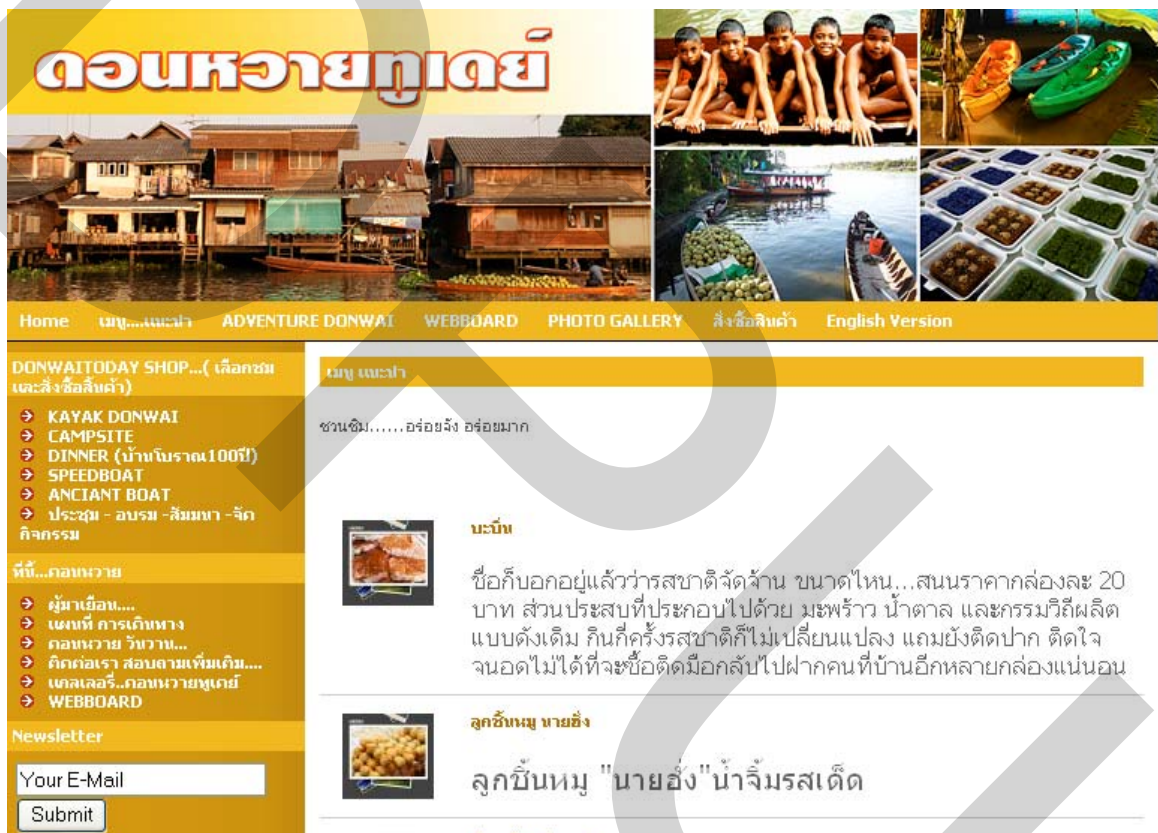 ดอนหวายทูเดย์
PEPSI
Home เมนู....แนะนำ ADVENTURE DONWAI WEBBOARD PHOTO GALLERY สั่งซื้อสินค้า English Version
DONWAITODAY SHOP...( เลือกชม
และสั่งซื้อสิ้นค้า)
KAYAK DONWAI
CAMPSITE
DINNER (บ้านโบราณ100ปี)
SPEEDBOAT
ANCIANT BOAT
ประชุม - อบรม -สัมมนา -จัด
กิจกรรม
ที่นี้...ดอนหวาย
ผู้มาเยือน....
แผนที่ การเดินทาง
ดอนหวาย วันวาน...
ติดต่อเรา สอบถามเพิ่มเติม....
แกลเลอรี่..ดอนหวายทูเดย์
WEBBOARD
Newsletter
Your E-Mail
Submit
เมนู แนะนำ
ชวนชิม......อร่อยจัง อร่อยมาก
บะบิ่น
ชื่อก็บอกอยู่แล้วว่ารสชาติจัดจ้าน ขนาดไหน...สนนราคากล่องละ 20
บาท ส่วนประสบที่ประกอบไปด้วย มะพร้าว น้ำตาล และกรรมวิถีผลิต
แบบดั่งเดิม กินกี่ครั้งรสชาติก็ไม่เปลี่ยนแปลง แถมยังติดปาก ติดใจ
จนอดไม่ได้ที่จะซื้อติดมือกลับไปฝากคนที่บ้านอีกหลายกล่องแน่นอน
ลูกชิ้นหมู นายฮั่ง
ลูกชิ้นหมู "นายฮั่ง"น้ำจิ้มรสเด็ด